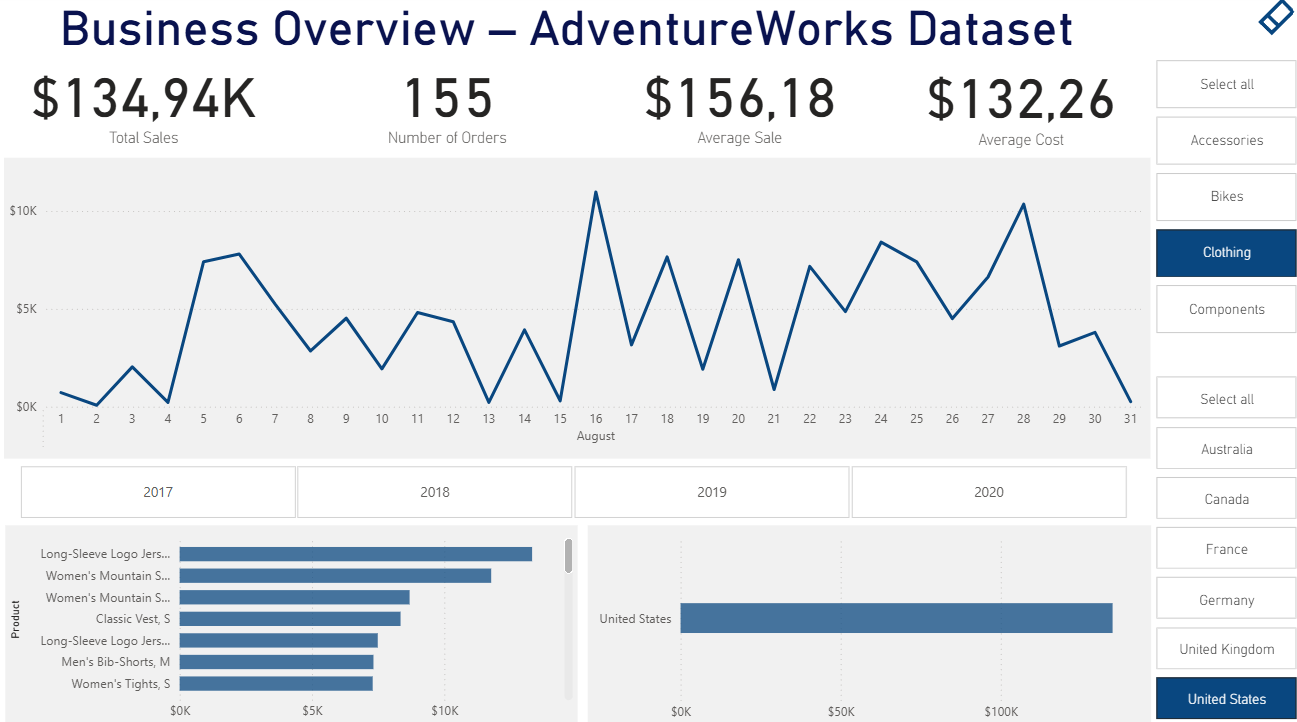 Business Overview – AdventureWorks Dataset
$134,94K
Total Sales
155
Number of Orders
$156,18
Average Sale
$132,26
Average Cost
Select all
Accessories
Bikes
Clothing
Components
$10K
$5K
$0K
1 2 3 4 5 6 7 8 9 10 11 12 13 14 15 16 17 18 19 20 21 22 23 24 25 26 27 28 29 30 31
August
Select all
Australia
Canada
France
Germany
United Kingdom
United States
2017 2018 2019 2020
Product
Long-Sleeve Logo Jers...
Women's Mountain S...
Women's Mountain S...
Classic Vest, S
Long-Sleeve Logo Jers...
Men's Bib-Shorts, M
Women's Tights, S
$0K $5K $10K
United States
$0K $50K $100K